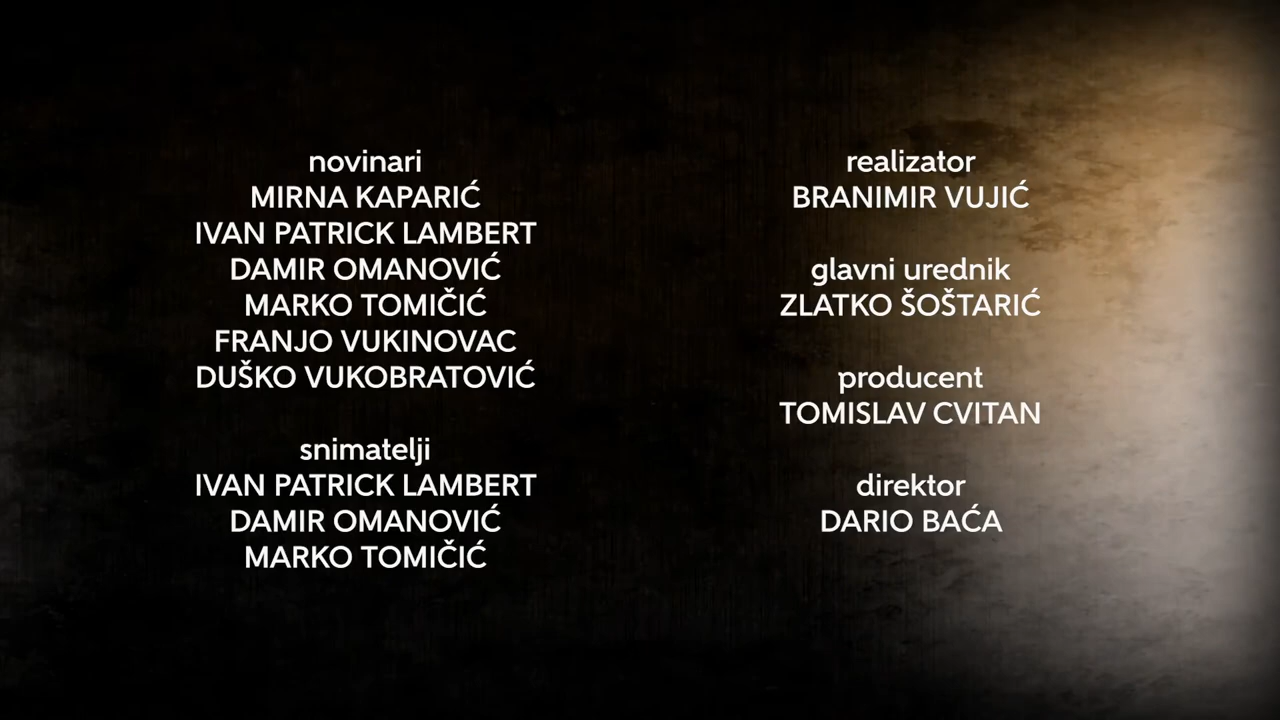 novinari
MIRNA KAPARIĆ
IVAN PATRICK LAMBERT
DAMIR OMANOVIĆ
MARKO TOMIČIĆ
FRANJO VUKINOVAC
DUŠKO VUKOBRATOVIĆ
snimatelji
IVAN PATRICK LAMBERT
DAMIR OMANOVIĆ
MARKO TOMIČIĆ
realizator
BRANIMIR VUJIĆ
glavni urednik
ZLATKO ŠOŠTARIĆ
producent
TOMISLAV CVITAN
direktor
DARIO BAĆA